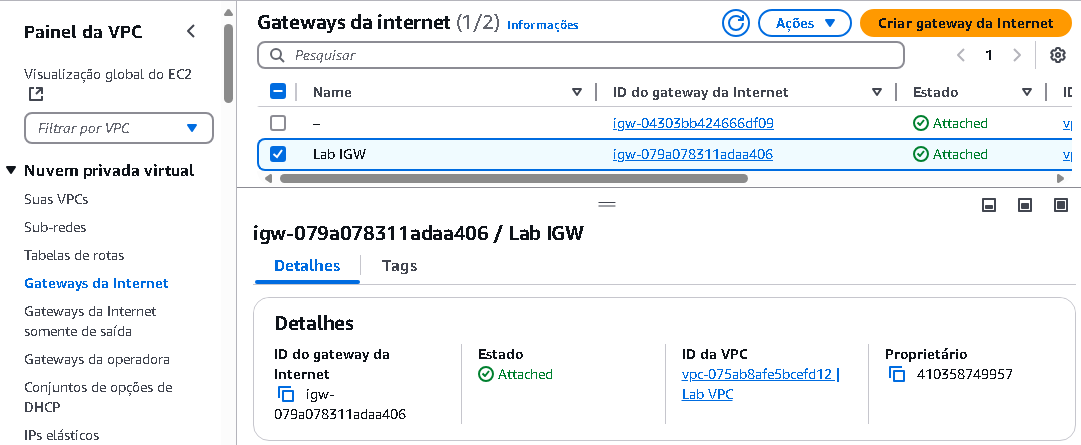 Painel da VPC
Visualização global do EC2
Filtrar por VPC
Nuvem privada virtual
Suas VPCs
Sub-redes
Tabelas de rotas
Gateways da Internet
Gateways da Internet
somente de saída
Gateways da operadora
Conjuntos de opções de
DHCP
IPs elásticos
Gateways da internet (1/2) Informações
Ações
Criar gateway da Internet
Pesquisar
1
Name ID do gateway da Internet Estado ID
– igw-04303bb424666df09 Attached vp
Lab IGW igw-079a078311adaa406 Attached vp
igw-079a078311adaa406 / Lab IGW
Detalhes Tags
Detalhes
ID do gateway da
Internet
igw-
079a078311adaa406
Estado
Attached
ID da VPC
vpc-075ab8afe5bcefd12 |
Lab VPC
Proprietário
410358749957